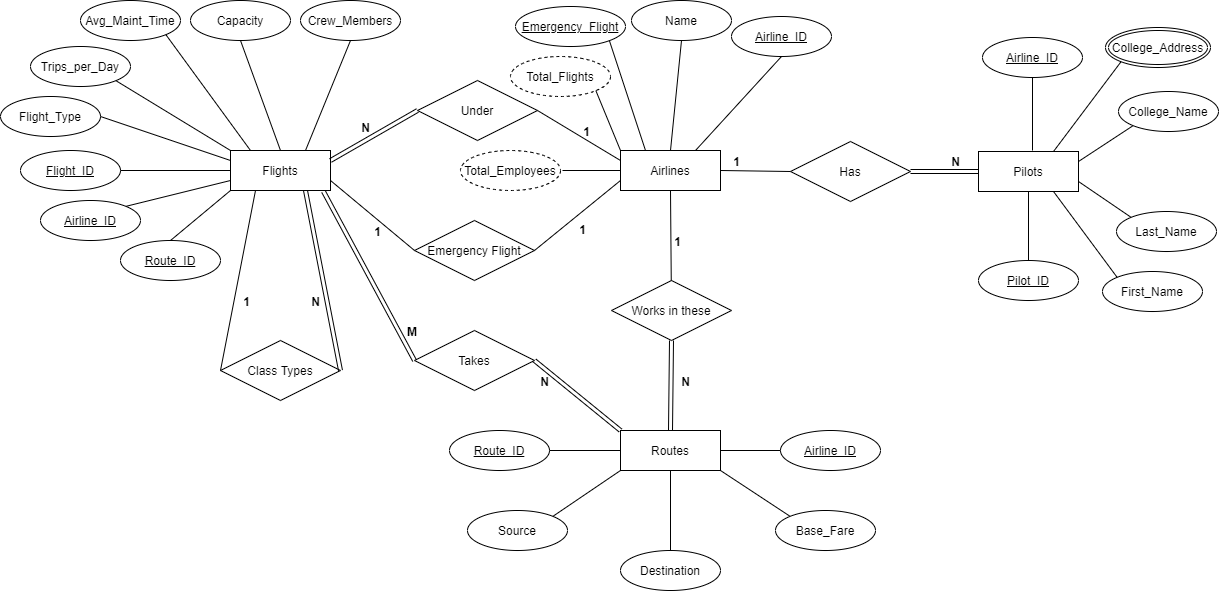 Avg_Maint_Time
Capacity
Crew_Members
Emergency_Flight
Name
Airline_ID
Airline_ID
College_Address
Trips_per_Day
Total_Flights
Flight_Type
Under
College_Name
N
1
Flight_ID
Flights
Total_Employees
Airlines
1
Has
N
Pilots
Airline_ID
1
Emergency Flight
1
Last_Name
Route_ID
1
Pilot_ID
First_Name
1
N
Works in these
M
Class Types
Takes
N
N
Route_ID
Routes
Airline_ID
Source
Base_Fare
Destination